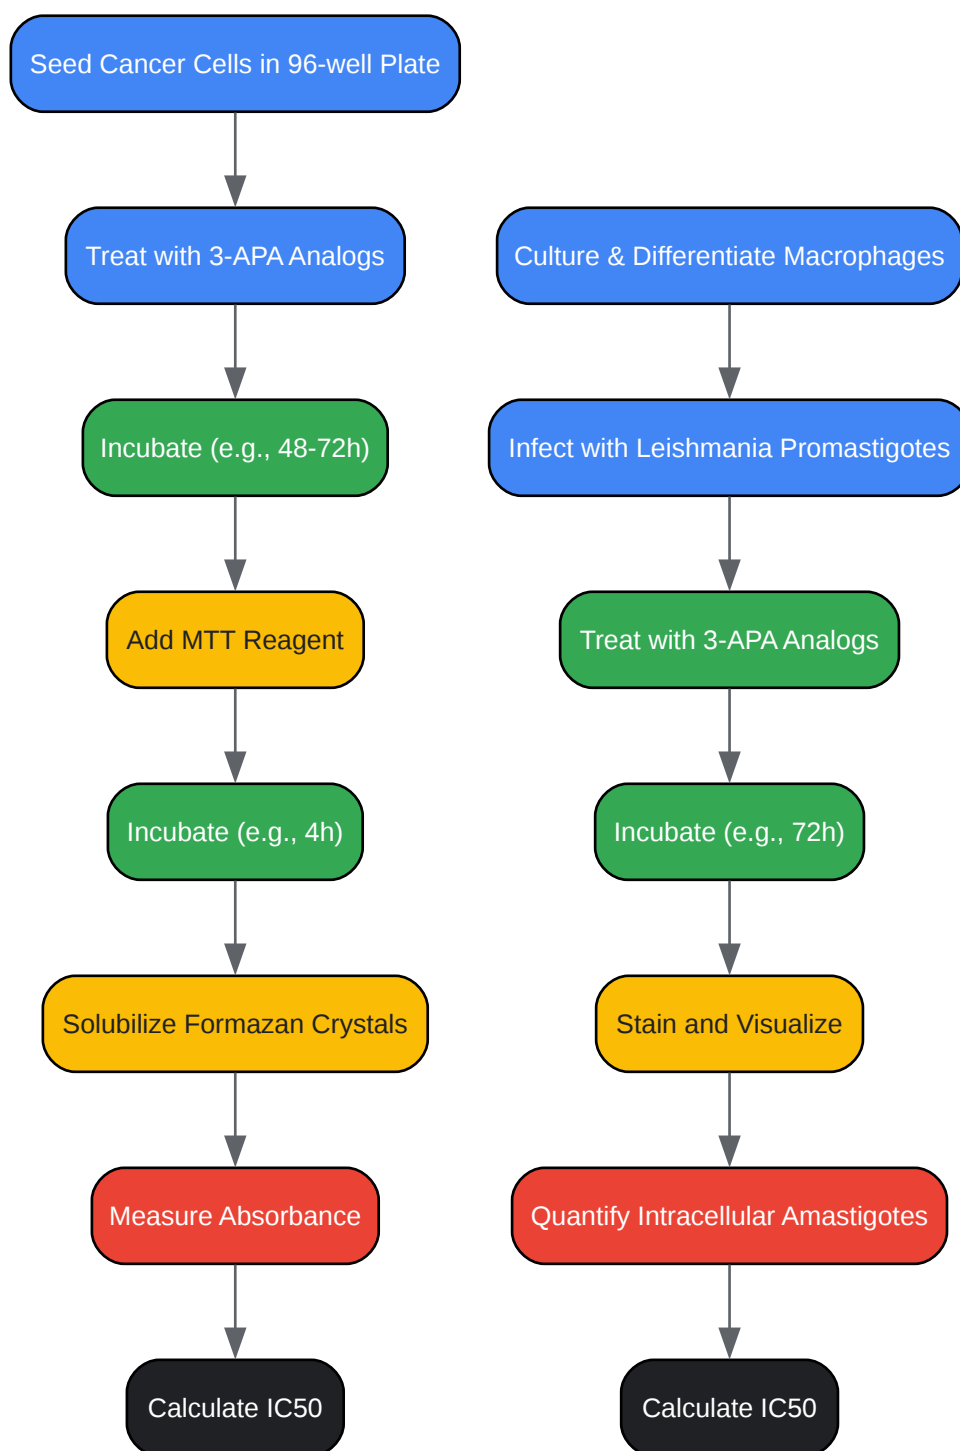 Seed Cancer Cells in 96-well Plate
Treat with 3-APA Analogs
Incubate (e.g., 48-72h)
Add MTT Reagent
Incubate (e.g., 4h)
Solubilize Formazan Crystals
Measure Absorbance
Calculate IC50
Culture & Differentiate Macrophages
Infect with Leishmania Promastigotes
Treat with 3-APA Analogs
Incubate (e.g., 72h)
Stain and Visualize
Quantify Intracellular Amastigotes
Calculate IC50